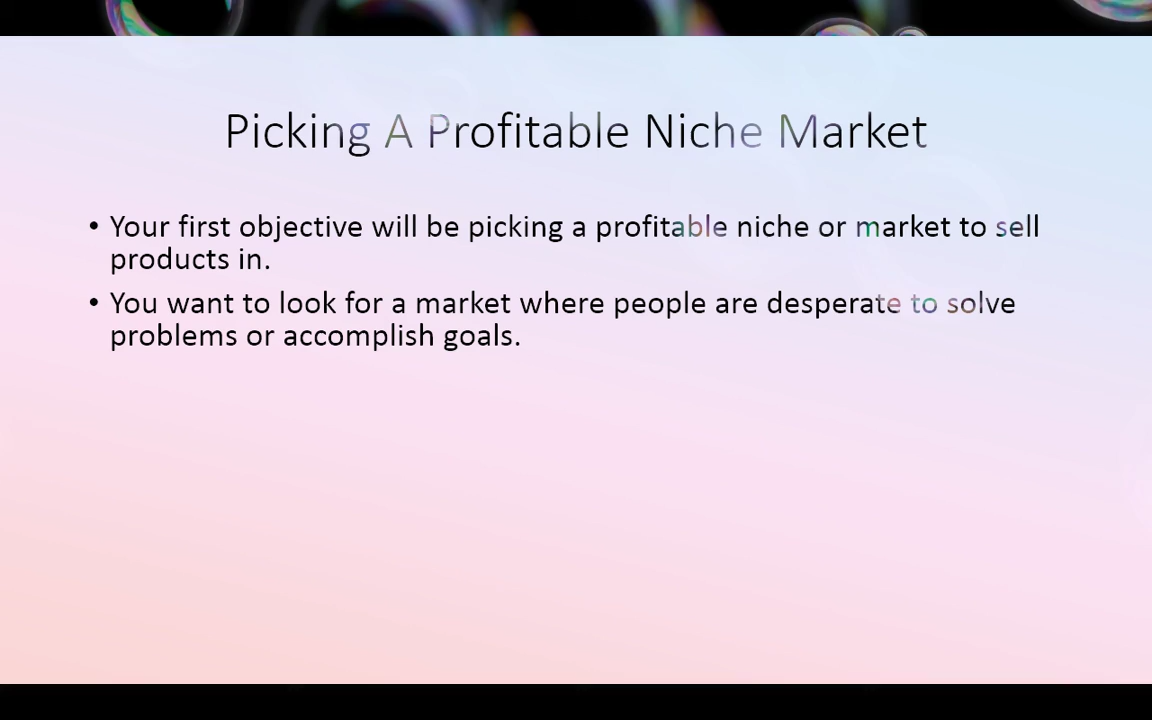 Picking A Profitable Niche Market
• Your first objective will be picking a profitable niche or market to sell
products in.
• You want to look for a market where people are desperate to solve
problems or accomplish goals.